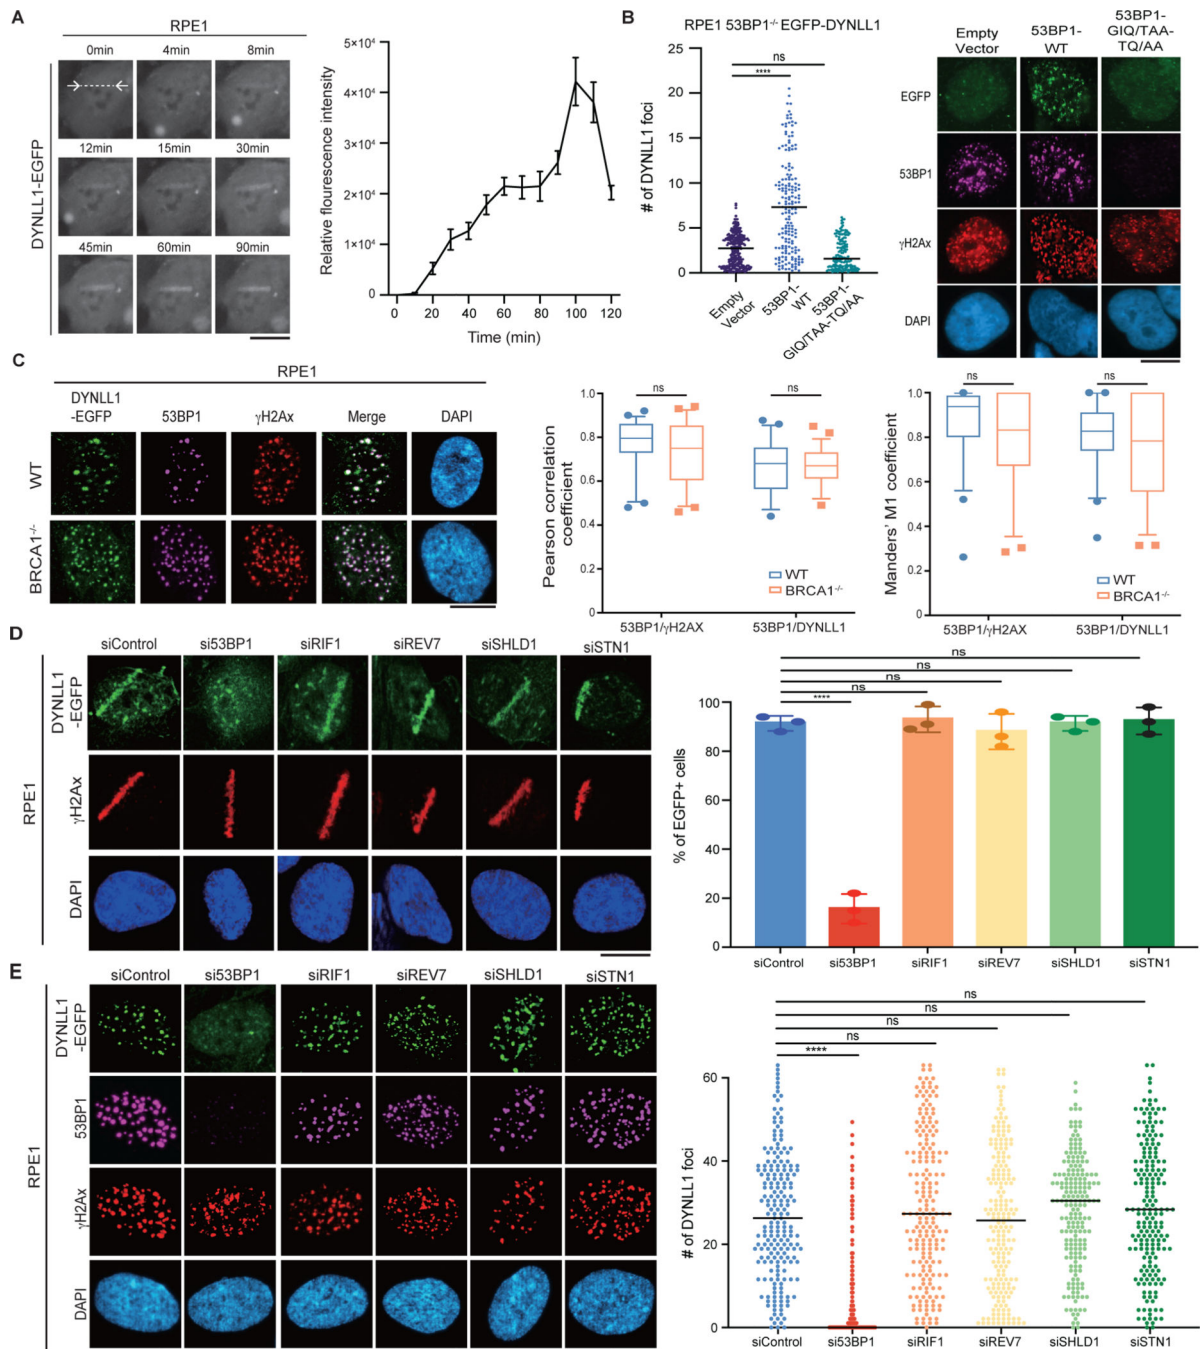 A
RPE1
0min 4min 8min
12min 15min 30min
45min 60min 90min
DYNLL1-EGFP
Relative flourescence intensity
5×10⁴
4×10⁴
3×10⁴
2×10⁴
1×10⁴
0
0 20 40 60 80 100 120
Time (min)
B
RPE1 53BP1⁻/⁻ EGFP-DYNLL1
# of DYNLL1 foci
25
20
15
10
5
0
ns
****
Empty Vector
53BP1-WT
53BP1-GIQ/TAA-TQ/AA
Empty Vector
53BP1-WT
53BP1-GIQ/TAA-TQ/AA
EGFP
53BP1
γH2Ax
DAPI
C
RPE1
DYNLL1-EGFP 53BP1 γH2Ax Merge DAPI
WT
BRCA1⁻/⁻
Pearson correlation
coefficient
1.0
0.8
0.6
0.4
0.2
0.0
ns ns
WT
BRCA1⁻/⁻
53BP1/γH2AX 53BP1/DYNLL1
Manders' M1 coefficient
1.0
0.8
0.6
0.4
0.2
0.0
ns ns
WT
BRCA1⁻/⁻
53BP1/γH2AX 53BP1/DYNLL1
D
siControl si53BP1 siRIF1 siREV7 siSHLD1 siSTN1
RPE1
DYNLL1
-EGFP
γH2Ax
DAPI
% of EGFP+ cells
100
80
60
40
20
0
ns
ns
ns
ns
****
siControl si53BP1 siRIF1 siREV7 siSHLD1 siSTN1
E
siControl si53BP1 siRIF1 siREV7 siSHLD1 siSTN1
RPE1
DYNLL1
-EGFP
53BP1
γH2Ax
DAPI
# of DYNLL1 foci
60
40
20
0
ns
ns
ns
ns
****
siControl si53BP1 siRIF1 siREV7 siSHLD1 siSTN1